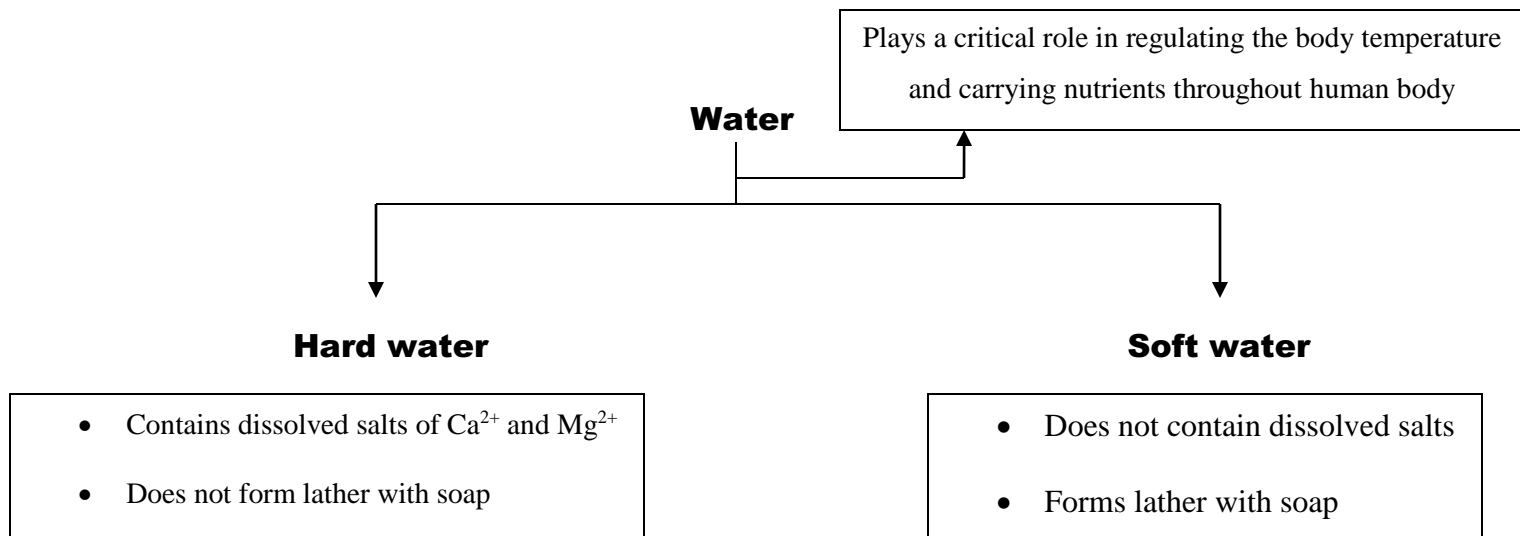 Plays a critical role in regulating the body temperature
and carrying nutrients throughout human body
Water
Hard water
Soft water
• Contains dissolved salts of Ca²⁺ and Mg²⁺
• Does not form lather with soap
• Does not contain dissolved salts
• Forms lather with soap